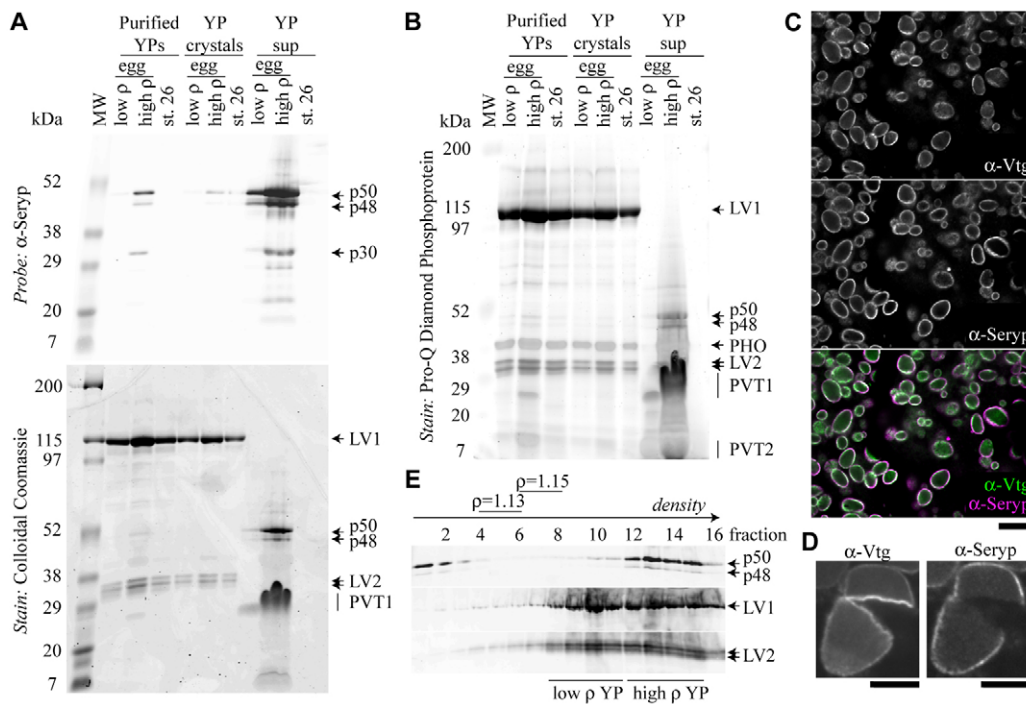 A
Purified YPs
YP crystals
YP sup
egg
egg
egg
kDa
MW
low ρ
high ρ
st. 26
low ρ
high ρ
st. 26
low ρ
high ρ
st. 26
Probe: α-Seryp
52
38
29
20
7
p50
p48
p30
Stain: Colloidal Coomassie
200
115
97
52
38
29
20
7
LV1
p50
p48
LV2
PVT1
B
Purified YPs
YP crystals
YP sup
egg
egg
egg
kDa
MW
low ρ
high ρ
st. 26
low ρ
high ρ
st. 26
low ρ
high ρ
st. 26
Stain: Pro-Q Diamond Phosphoprotein
200
115
97
52
38
29
20
7
LV1
p50
p48
PHO
LV2
PVT1
PVT2
C
α-Vtg
α-Seryp
α-Vtg
α-Seryp
D
α-Vtg
α-Seryp
E
ρ=1.15
ρ=1.13
density
2 4 6 8 10 12 14 16 fraction
p50
p48
LV1
LV2
low ρ YP
high ρ YP